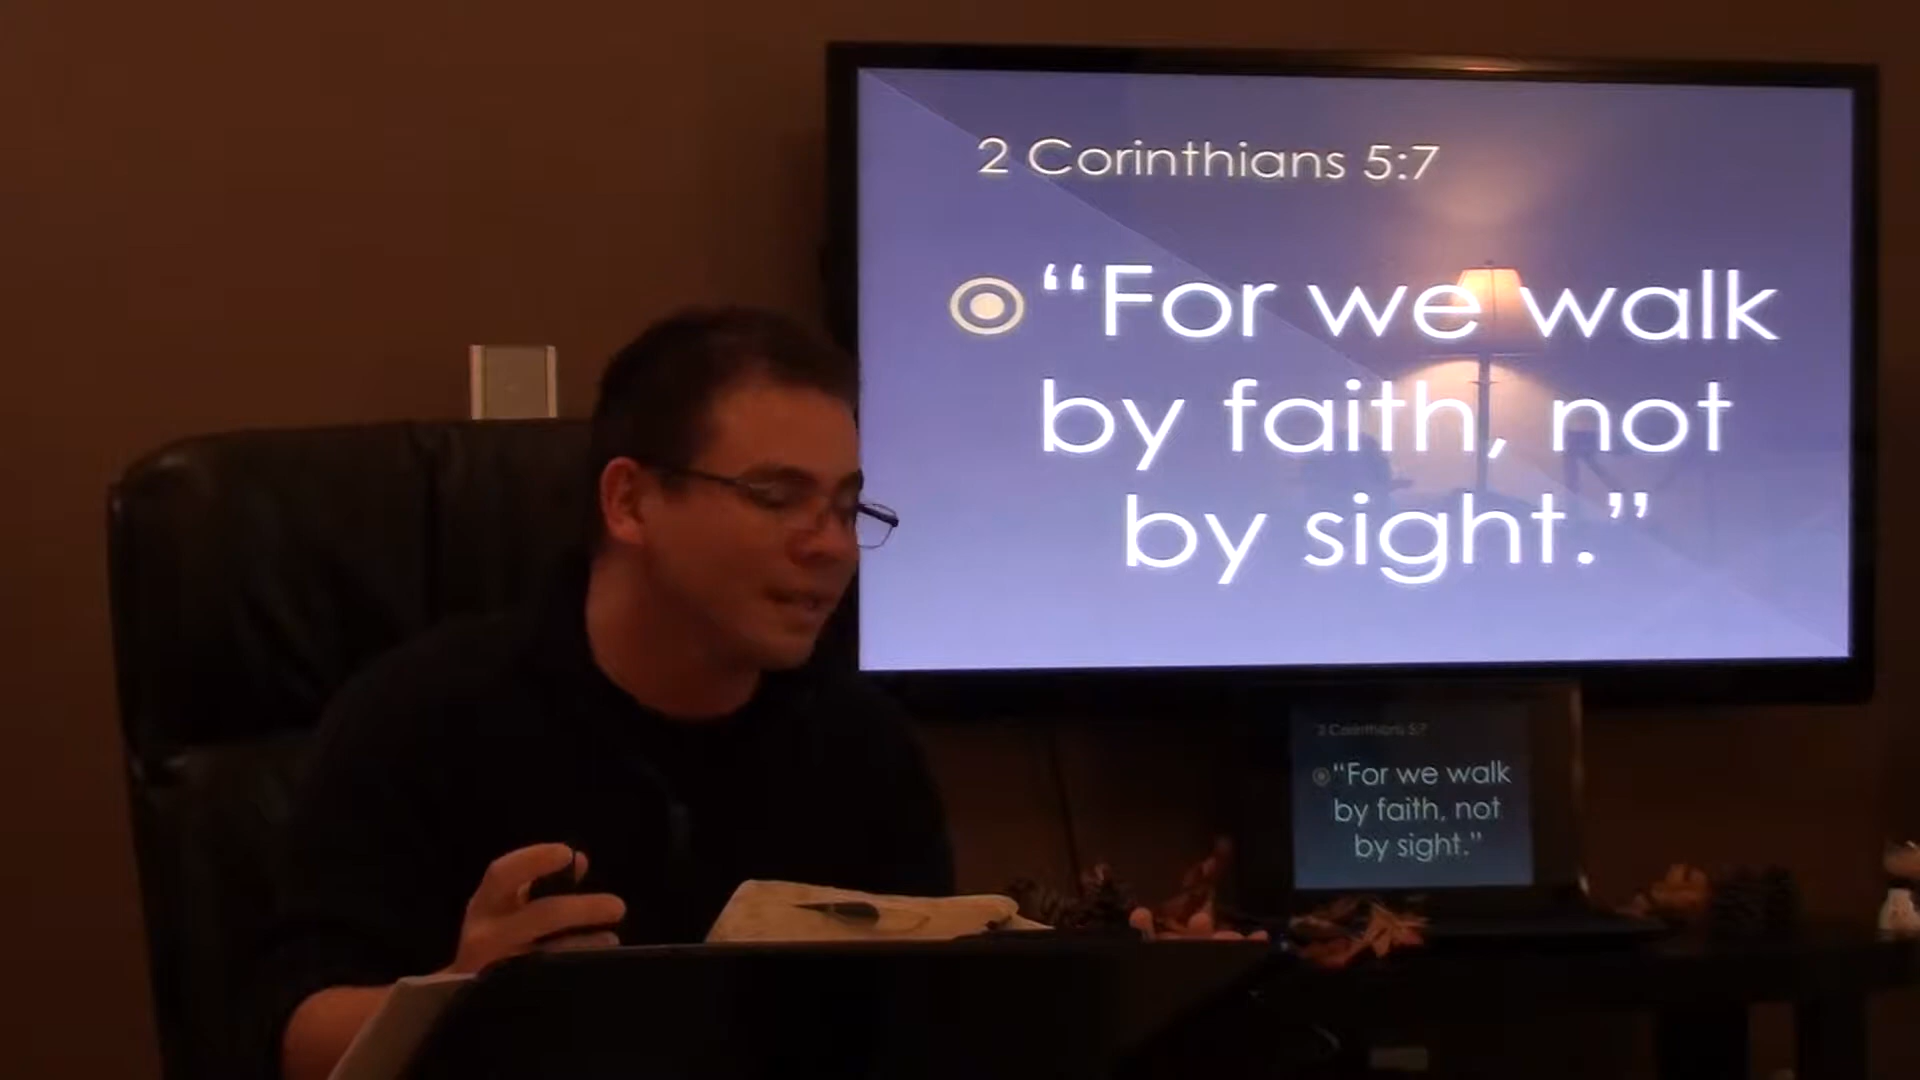 2 Corinthians 5:7
“For we walk
by faith, not
by sight.”
2 Corinthians 5:7
“For we walk
by faith, not
by sight.”